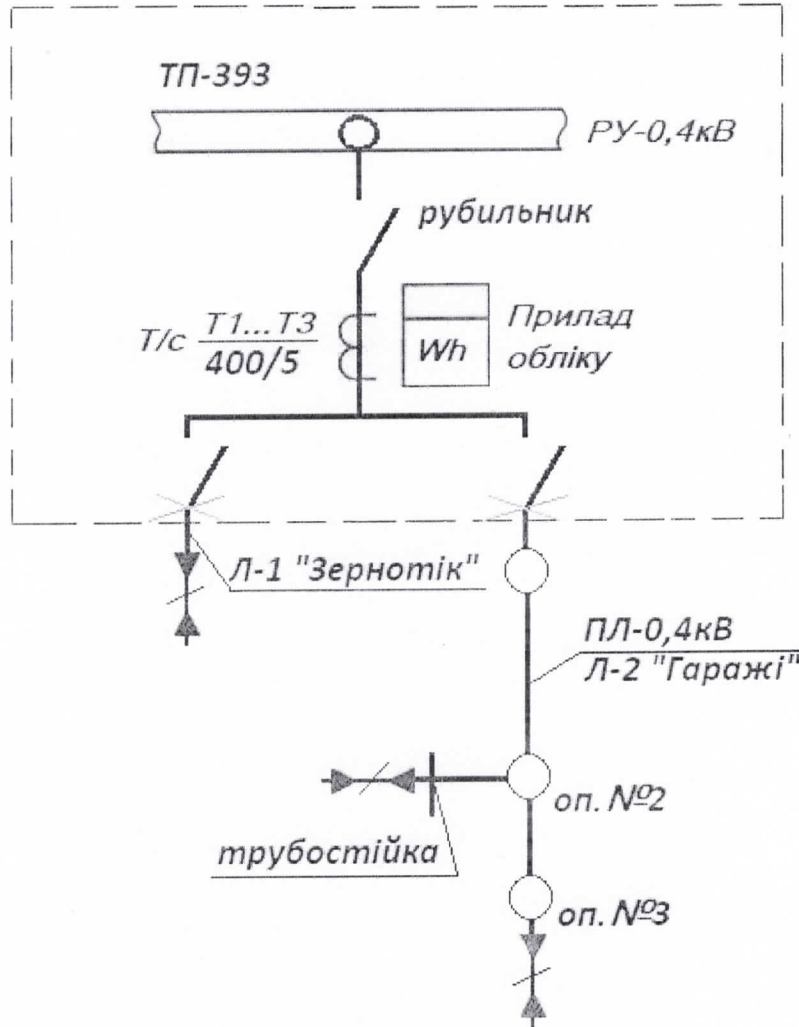 ТП-393
РУ-0,4кВ
рубильник
Т/с Т1...Т3
400/5
Wh
Прилад
обліку
Л-1 "Зернотік"
ПЛ-0,4кВ
Л-2 "Гаражі"
оп. №2
трубостійка
оп. №3